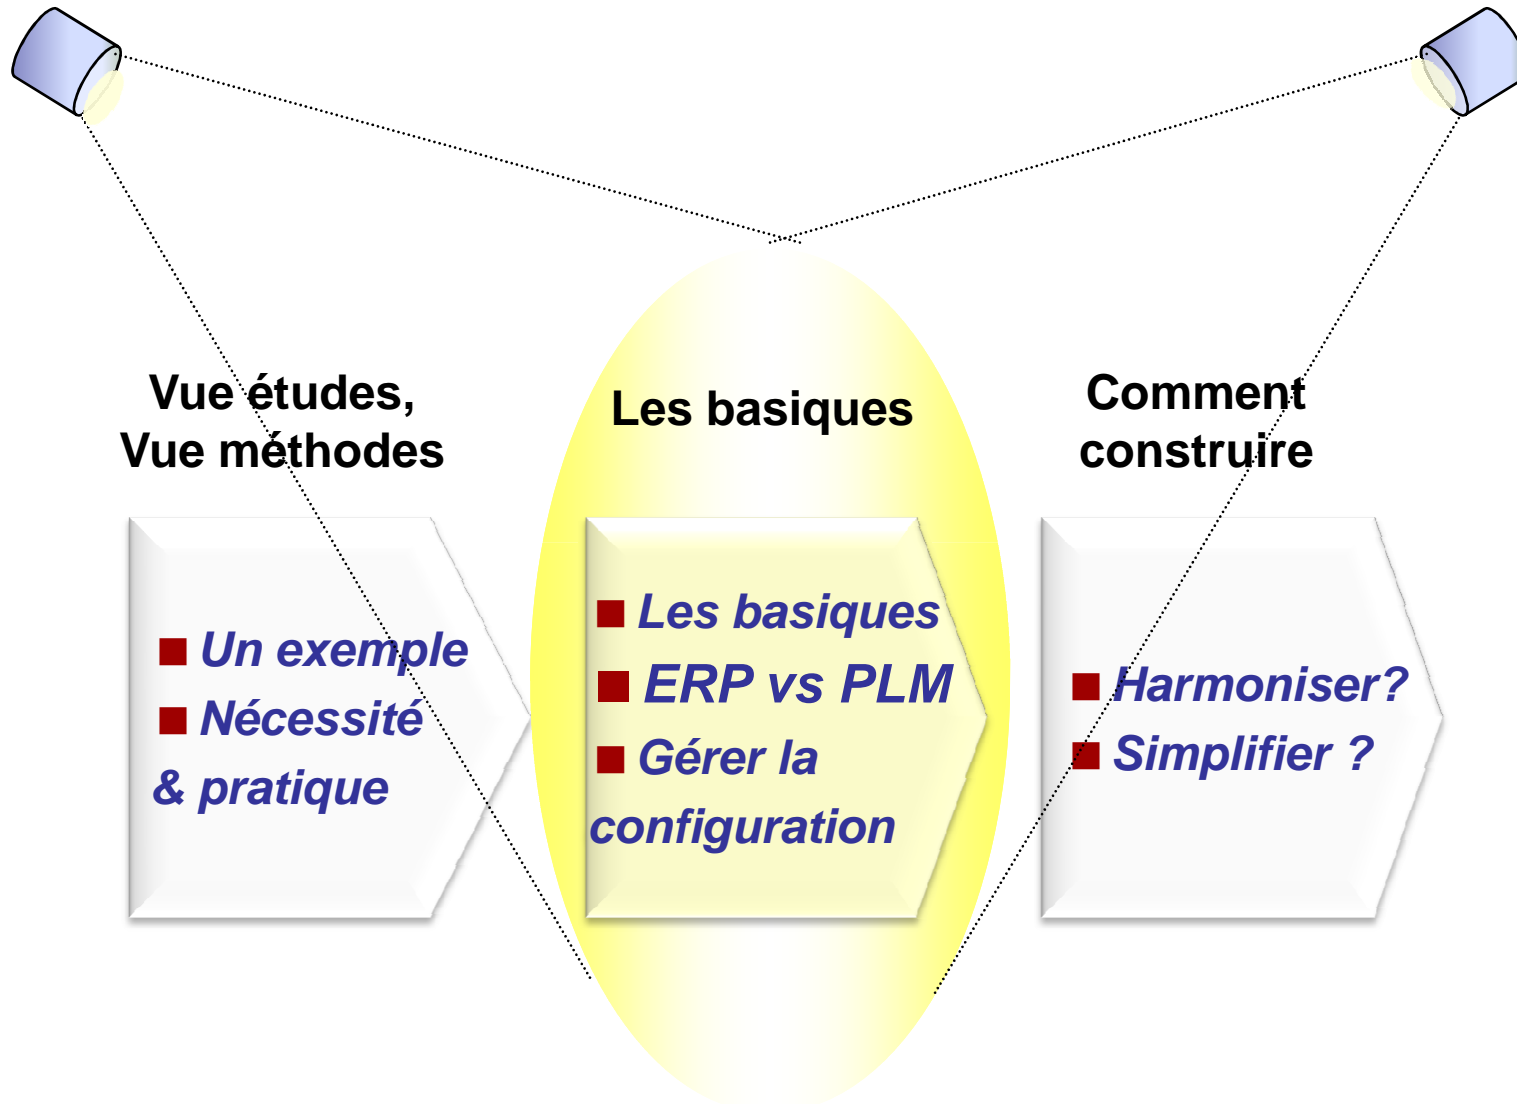 Vue études,
Vue méthodes
■ Un exemple
■ Nécessité
& pratique
Les basiques
■ Les basiques
■ ERP vs PLM
■ Gérer la
configuration
Comment
construire
■ Harmoniser?
■ Simplifier ?